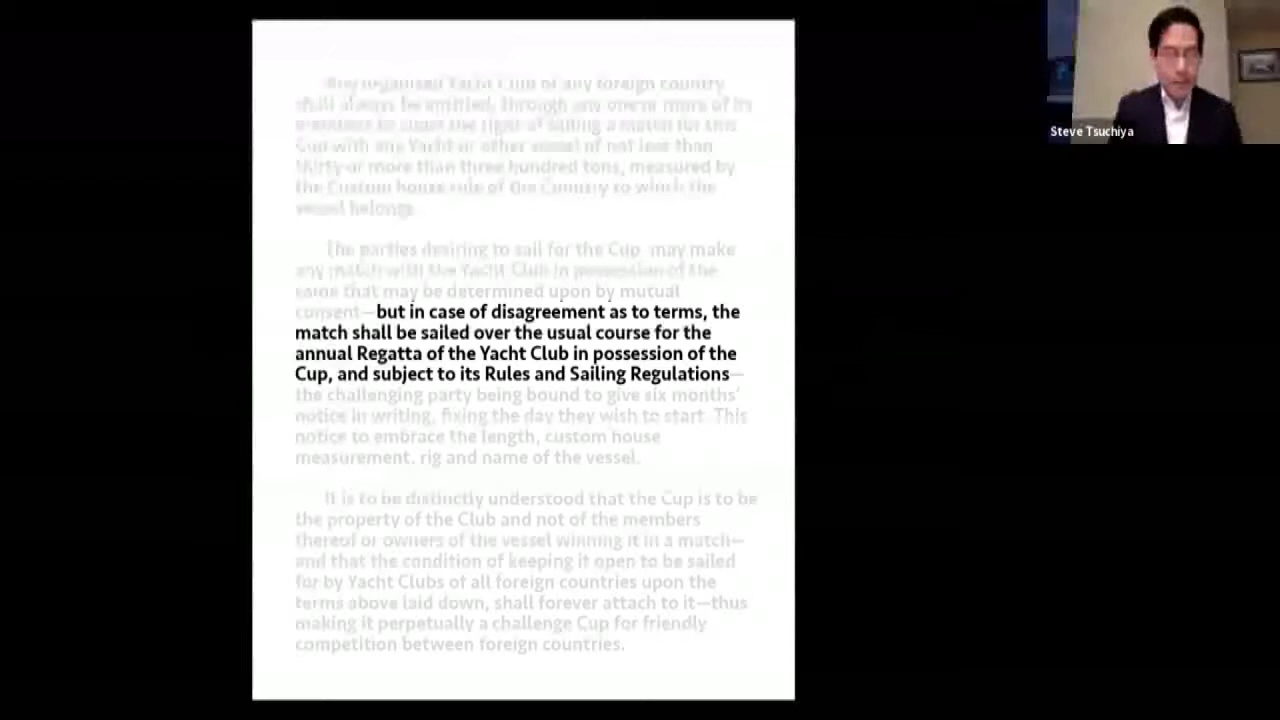 Any organised Yacht Club of any foreign country
shall always be entitled, through any one or more of its
members to claim the right of sailing a match for this
Cup with any Yacht or other vessel of not less than
thirty or more than three hundred tons, measured by
the Custom house rule of the Country to which the
vessel belongs.
The parties desiring to sail for the Cup may make
any match with the Yacht Club in possession of the
same that may be determined upon by mutual
consent—but in case of disagreement as to terms, the
match shall be sailed over the usual course for the
annual Regatta of the Yacht Club in possession of the
Cup, and subject to its Rules and Sailing Regulations—
the challenging party being bound to give six months'
notice in writing, fixing the day they wish to start. This
notice to embrace the length, custom house
measurement, rig and name of the vessel.
It is to be distinctly understood that the Cup is to be
the property of the Club and not of the members
thereof or owners of the vessel winning it in a match—
and that the condition of keeping it open to be sailed
for by Yacht Clubs of all foreign countries upon the
terms above laid down, shall forever attach to it—thus
making it perpetually a challenge Cup for friendly
competition between foreign countries.
Steve Tsuchiya